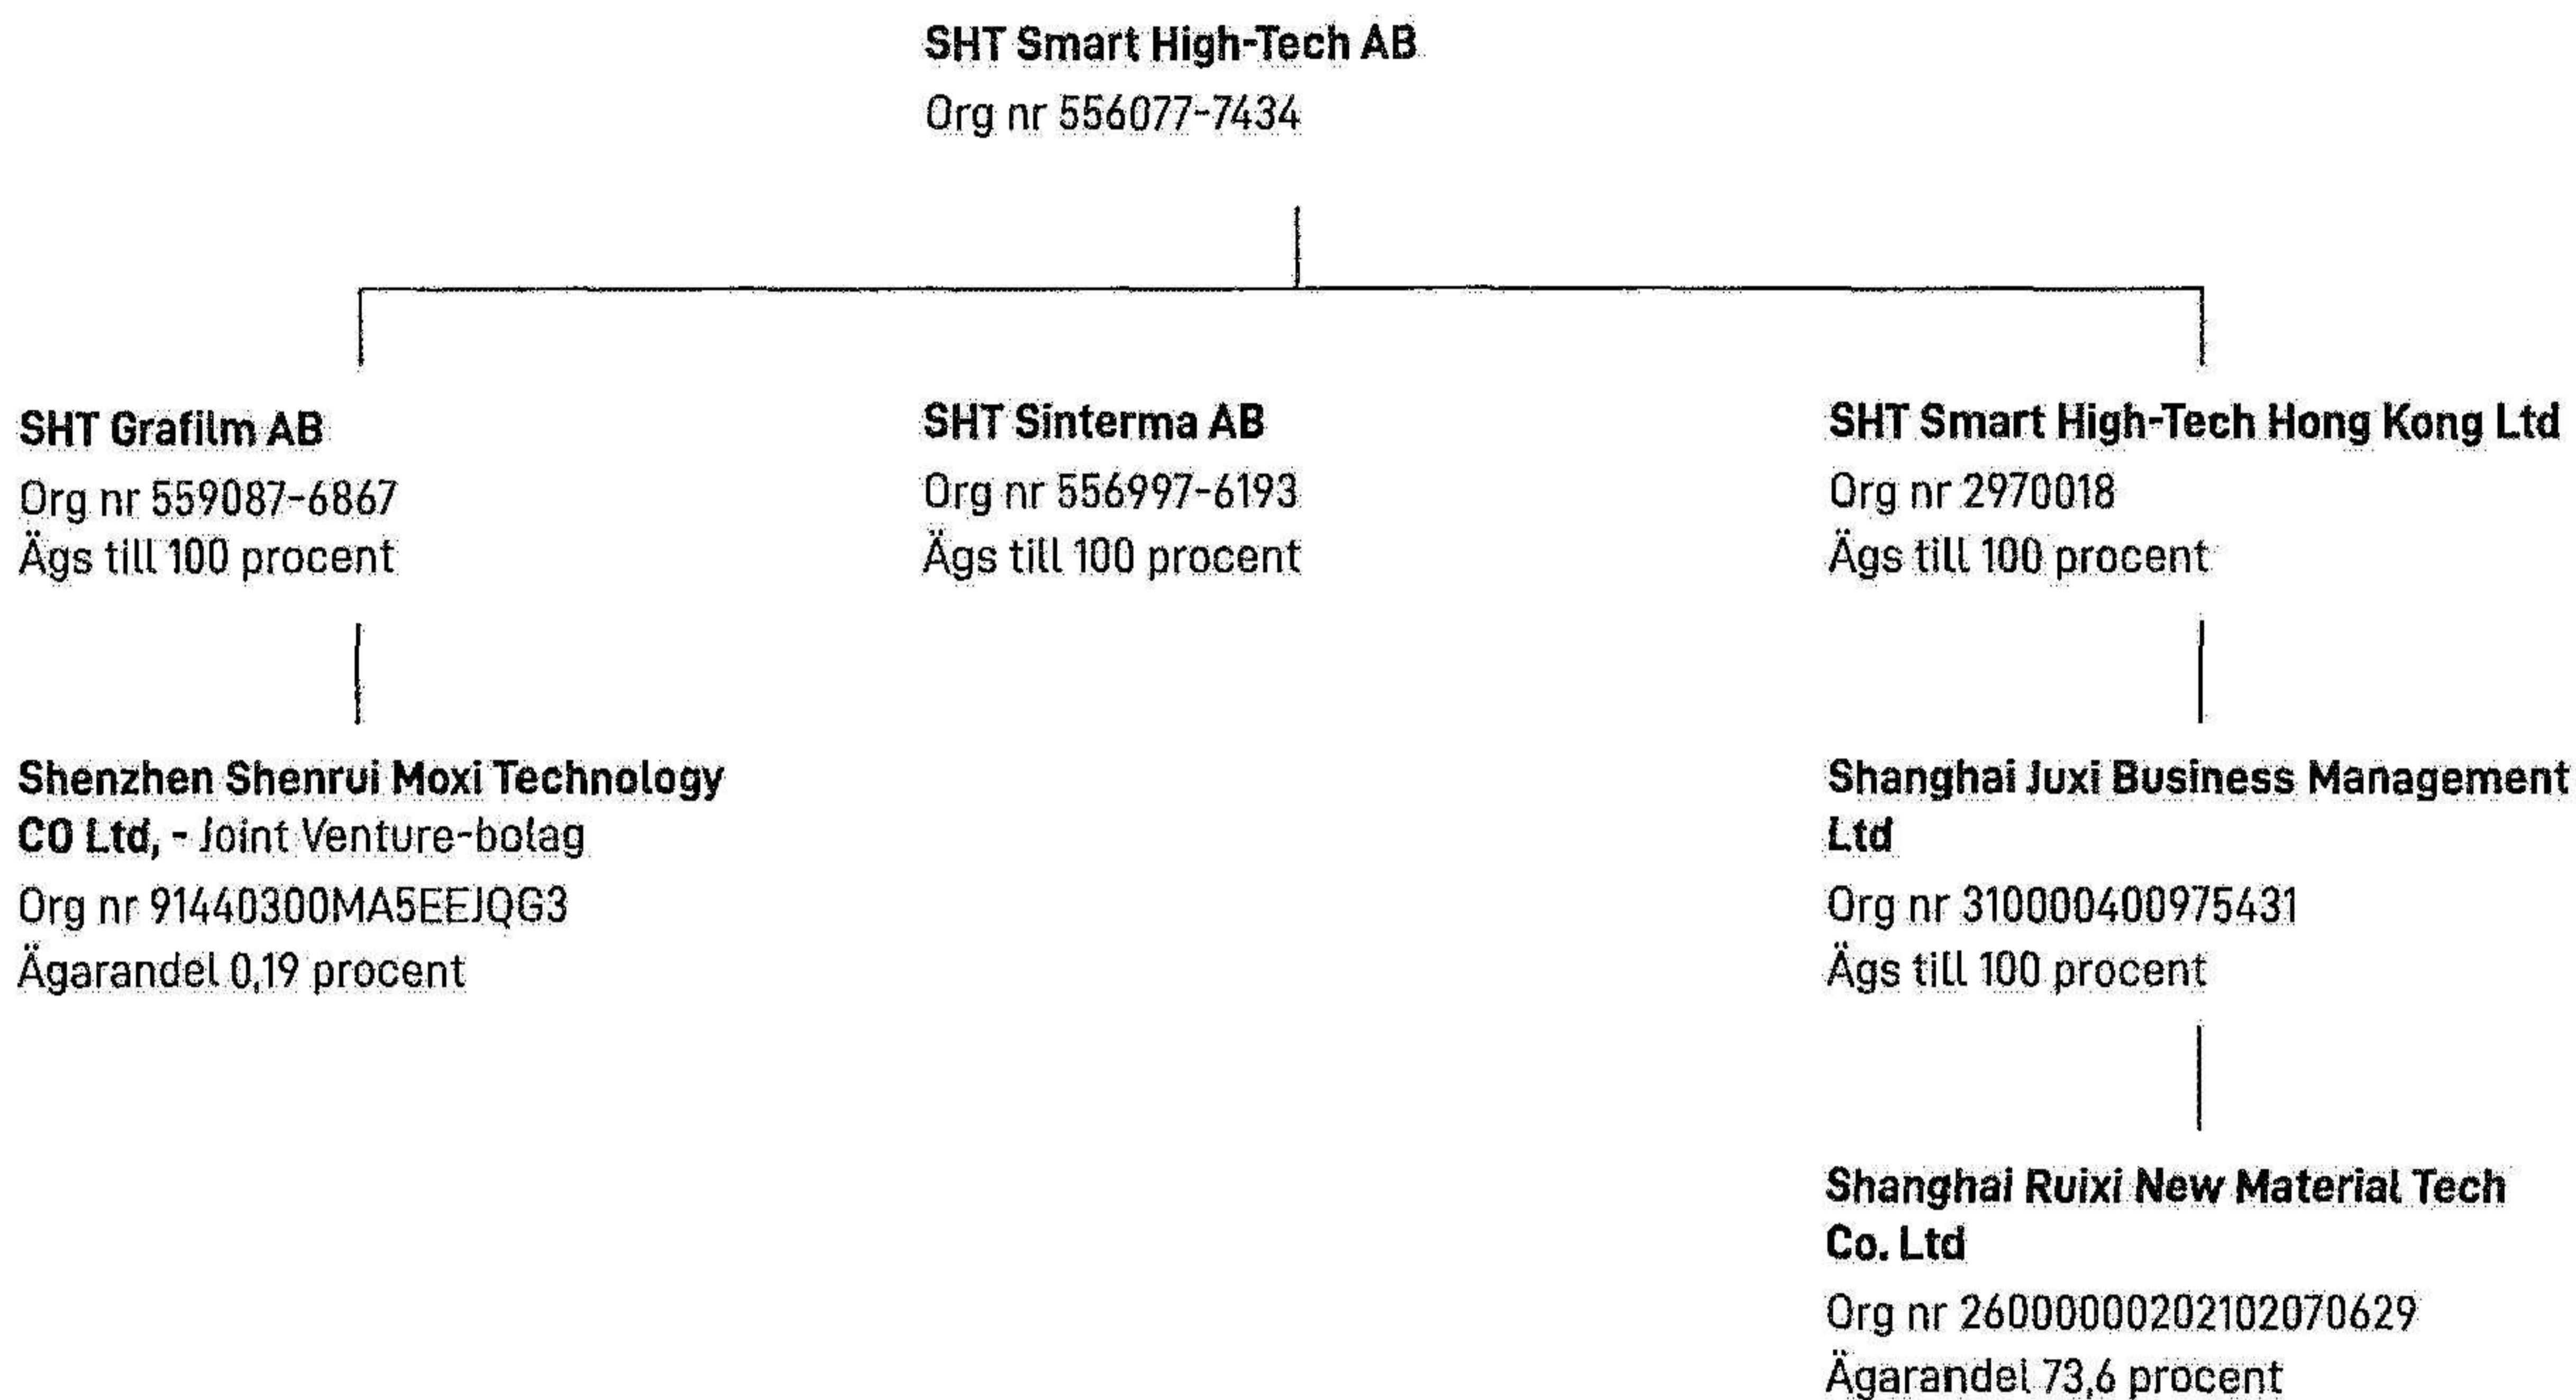 SHT Smart High-Tech AB
Org nr 556077-7434
SHT Grafilm AB
Org nr 559087-6867
Ägs till 100 procent
SHT Sinterma AB
Org nr 556997-6193
Ägs till 100 procent
SHT Smart High-Tech Hong Kong Ltd
Org nr 2970018
Ägs till 100 procent
Shenzhen Shenrui Moxi Technology
CO Ltd, - Joint Venture-bolag
Org nr 91440300MA5EEJQG3
Ägarandel 0,19 procent
Shanghai Juxi Business Management
Ltd
Org nr 310000400975431
Ägs till 100 procent
Shanghai Ruixi New Material Tech
Co. Ltd
Org nr 26000000202102070629
Ägarandel 73,6 procent